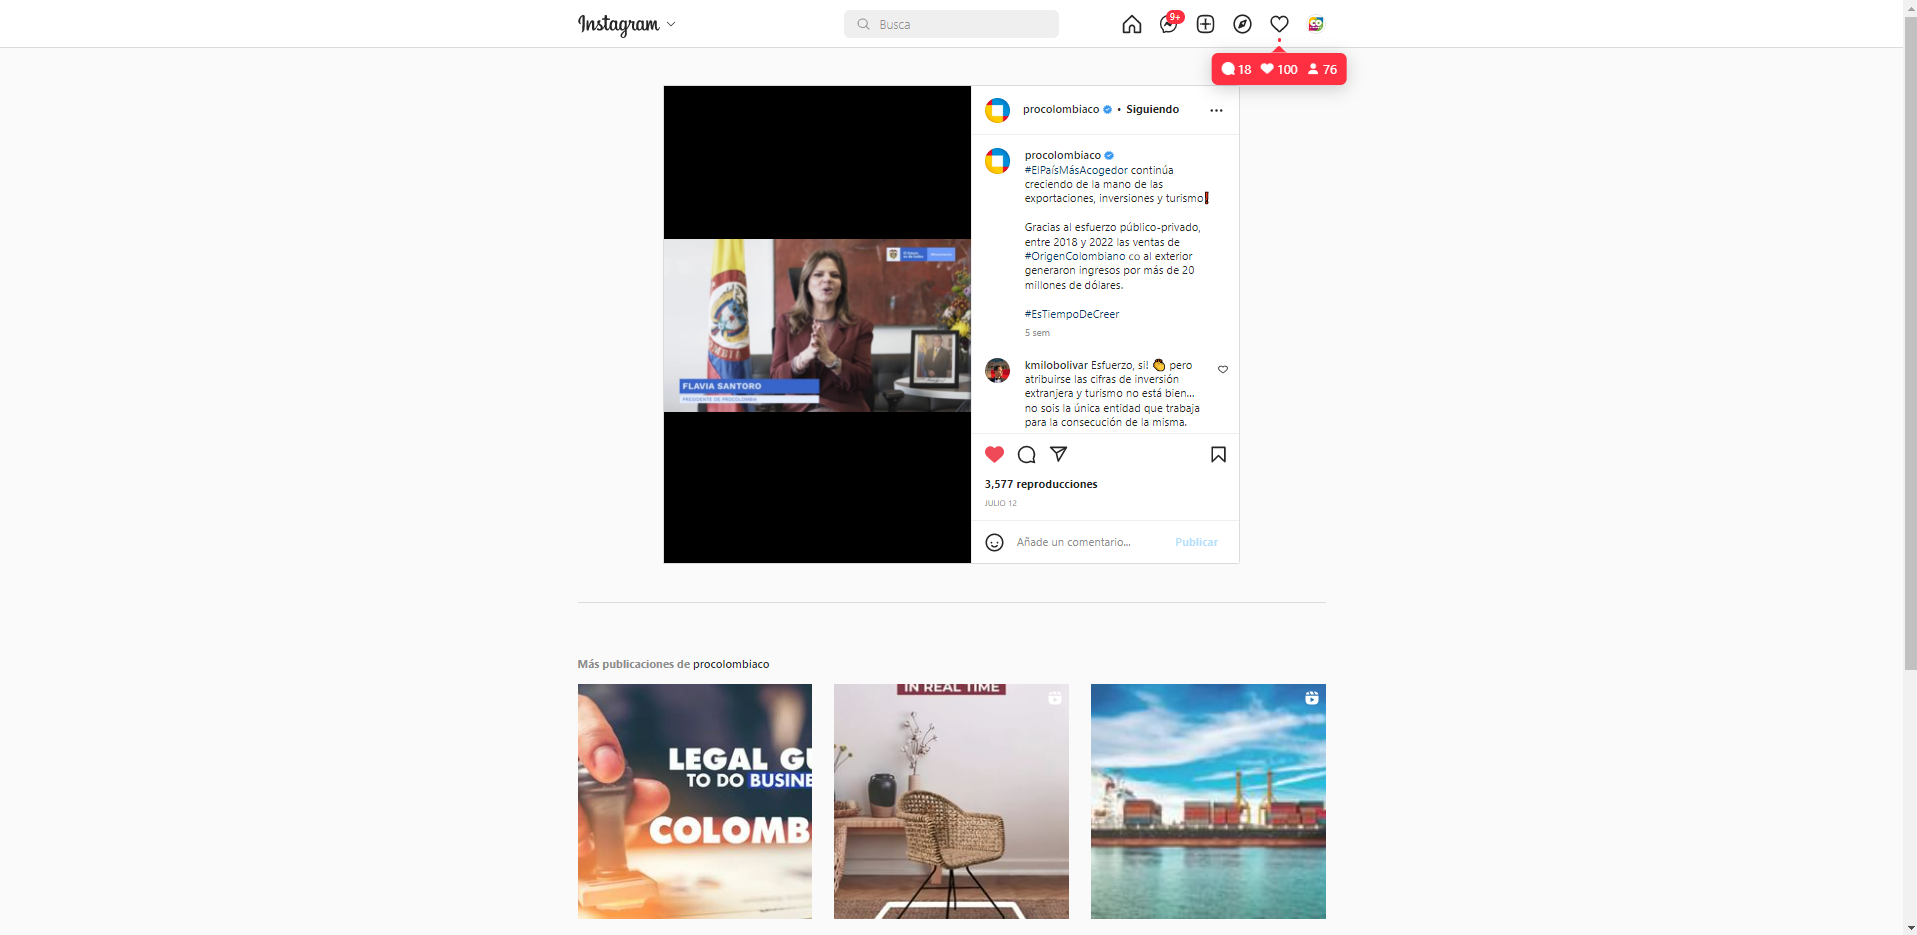 Instagram
Busca
9+
18 100 76
procolombiaco • Siguiendo
procolombiaco
#ElPaísMásAcogedor continúa
creciendo de la mano de las
exportaciones, inversiones y turismo❗
Gracias al esfuerzo público-privado,
entre 2018 y 2022 las ventas de
#OrigenColombiano co al exterior
generaron ingresos por más de 20
millones de dólares.
#EsTiempoDeCreer
5 sem
FLAVIA SANTORO
PRESIDENTE DE PROCOLOMBIA
kmilobolivar Esfuerzo, si! 👏 pero
atribuirse las cifras de inversión
extranjera y turismo no está bien...
no sois la única entidad que trabaja
para la consecución de la misma.
3,577 reproducciones
JULIO 12
Añade un comentario...
Publicar
Más publicaciones de procolombiaco
LEGAL GU
TO DO BUSINE
COLOMB
IN REAL TIME